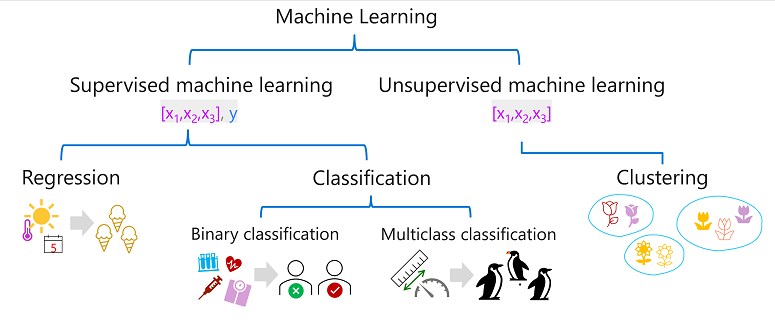 Machine Learning
Supervised machine learning
Unsupervised machine learning
[x₁,x₂,x₃], y
[x₁,x₂,x₃]
Regression
Classification
Clustering
5
Binary classification
Multiclass classification